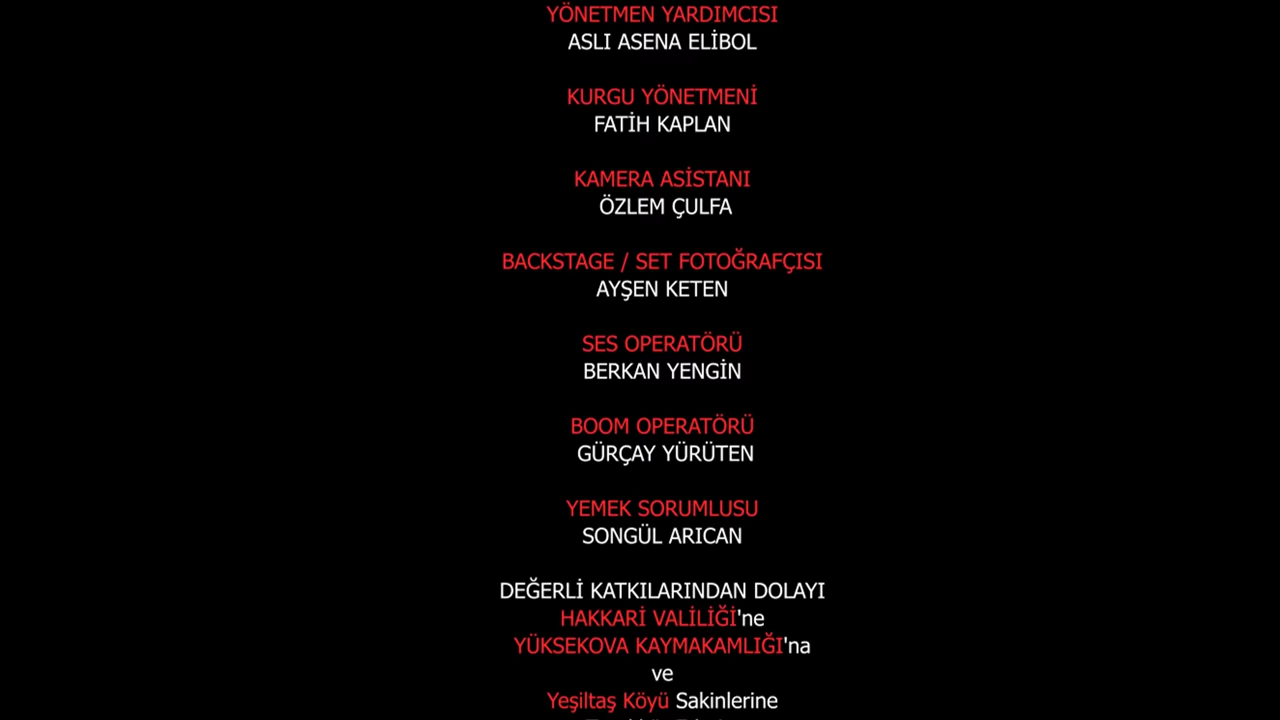 YÖNETMEN YARDIMCISI
ASLI ASENA ELİBOL
KURGU YÖNETMENİ
FATİH KAPLAN
KAMERA ASİSTANI
ÖZLEM ÇULFA
BACKSTAGE / SET FOTOĞRAFÇISI
AYŞEN KETEN
SES OPERATÖRÜ
BERKAN YENGİN
BOOM OPERATÖRÜ
GÜRÇAY YÜRÜTEN
YEMEK SORUMLUSU
SONGÜL ARICAN
DEĞERLİ KATKILARINDAN DOLAYI
HAKKARİ VALİLİĞİ'ne
YÜKSEKOVA KAYMAKAMLIĞI'na
ve
Yeşiltaş Köyü Sakinlerine